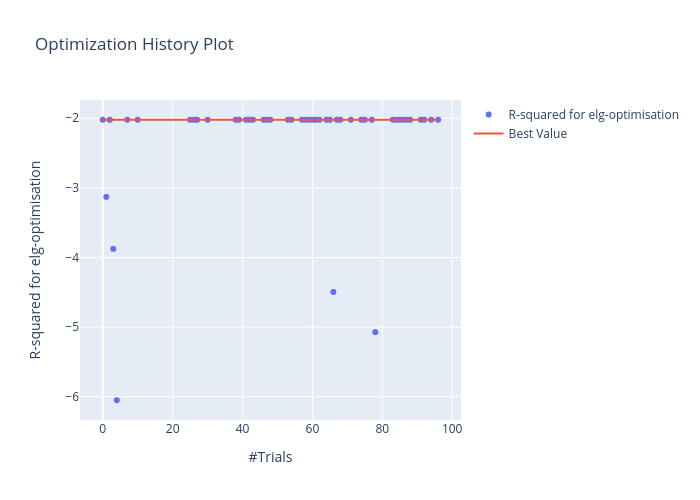 Optimization History Plot
R-squared for elg-optimisation
Best Value
−2
−3
−4
−5
−6
R-squared for elg-optimisation
0
20
40
60
80
100
#Trials